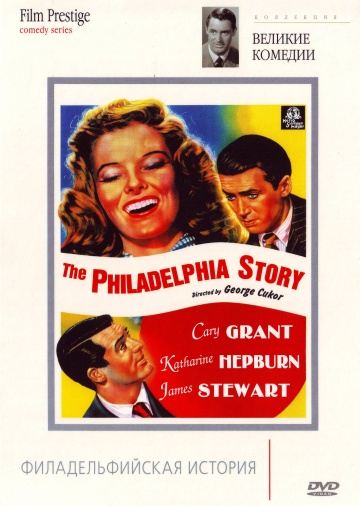 Film Prestige
comedy series
КОЛЛЕКЦИЯ
ВЕЛИКИЕ
КОМЕДИИ
The PHILADELPHIA STORY
Directed by George Cukor
Cary GRANT
Katharine HEPBURN
James STEWART
ФИЛАДЕЛЬФИЙСКАЯ ИСТОРИЯ
DVD
VIDEO